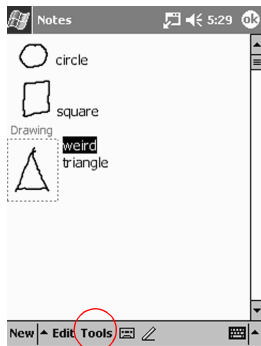 Notes 5:29 ok
circle
square
Drawing
weird
triangle
New Edit Tools